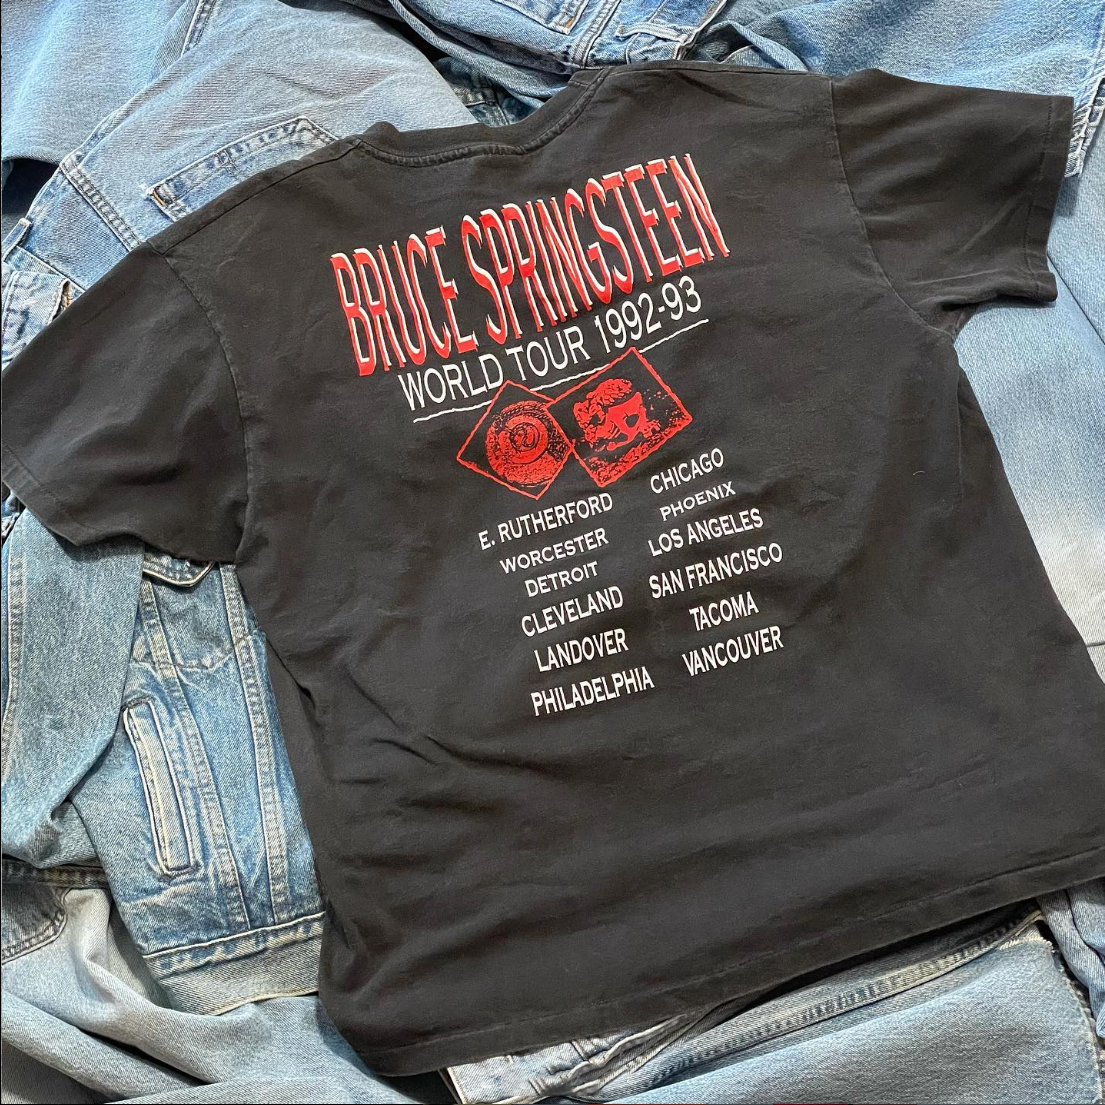 BRUCE SPRINGSTEEN
WORLD TOUR 1992-93
E. RUTHERFORD
WORCESTER
DETROIT
CLEVELAND
LANDOVER
PHILADELPHIA
CHICAGO
PHOENIX
LOS ANGELES
SAN FRANCISCO
TACOMA
VANCOUVER